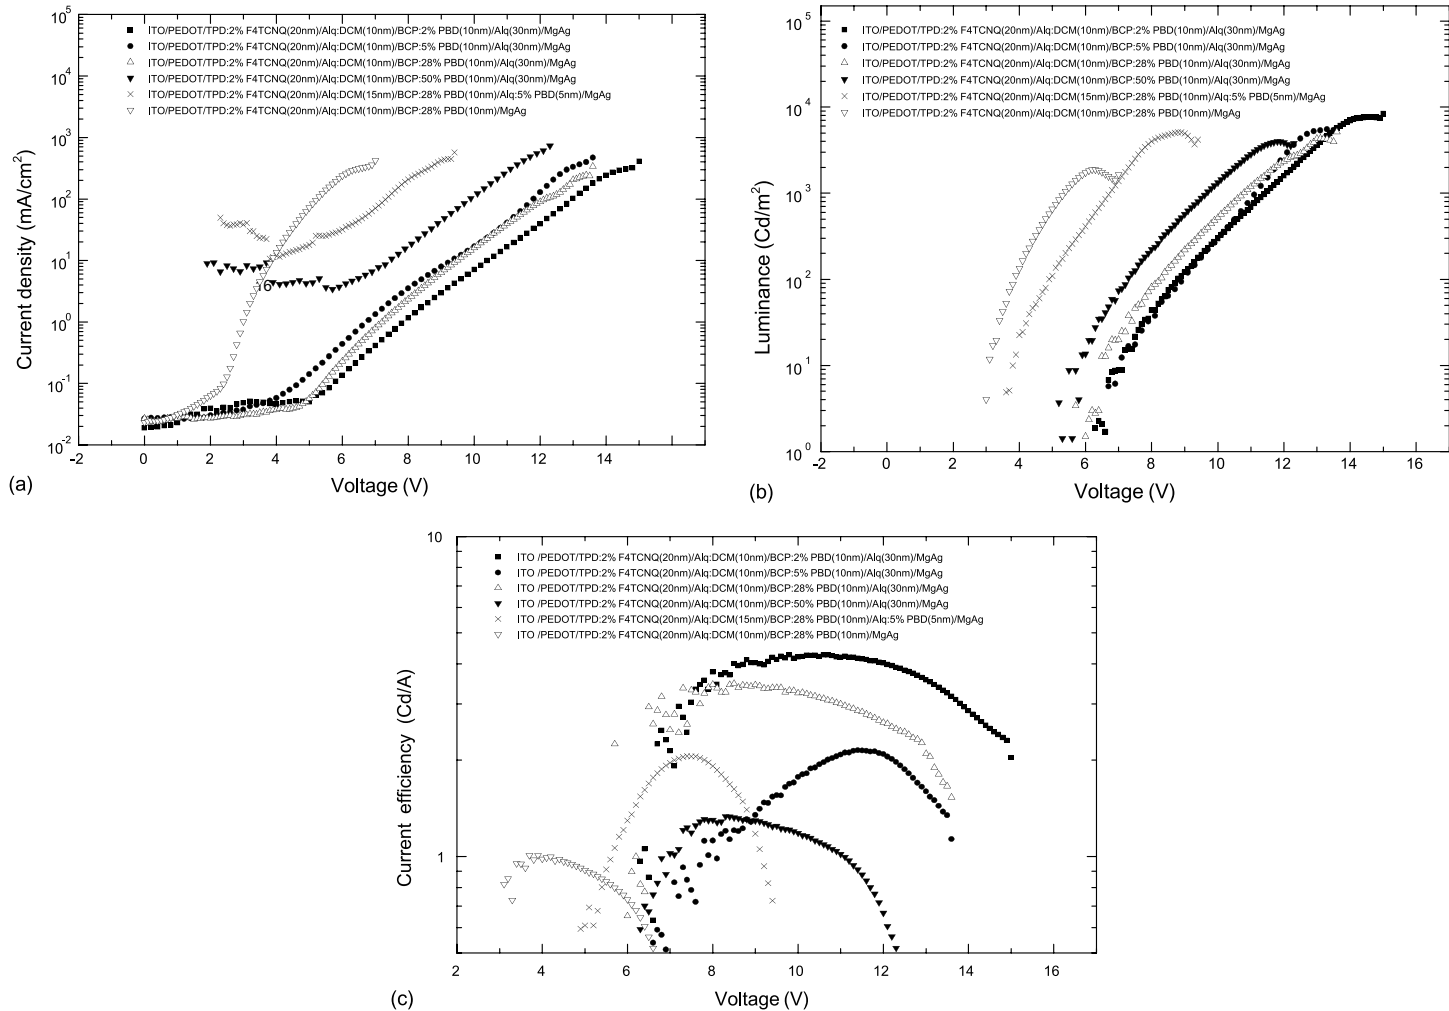 10^5
10^4
10^3
10^2
10^1
10^0
10^-1
10^-2
Current density (mA/cm^2)
ITO/PEDOT/TPD:2% F4TCNQ(20nm)/Alq:DCM(10nm)/BCP:2% PBD(10nm)/Alq(30nm)/MgAg
ITO/PEDOT/TPD:2% F4TCNQ(20nm)/Alq:DCM(10nm)/BCP:5% PBD(10nm)/Alq(30nm)/MgAg
ITO/PEDOT/TPD:2% F4TCNQ(20nm)/Alq:DCM(10nm)/BCP:28% PBD(10nm)/Alq(30nm)/MgAg
ITO/PEDOT/TPD:2% F4TCNQ(20nm)/Alq:DCM(10nm)/BCP:50% PBD(10nm)/Alq(30nm)/MgAg
ITO/PEDOT/TPD:2% F4TCNQ(20nm)/Alq:DCM(15nm)/BCP:28% PBD(10nm)/Alq:5% PBD(5nm)/MgAg
ITO/PEDOT/TPD:2% F4TCNQ(20nm)/Alq:DCM(10nm)/BCP:28% PBD(10nm)/MgAg
16
-2 0 2 4 6 8 10 12 14 16
Voltage (V)
(a)
10^5
10^4
10^3
10^2
10^1
10^0
Luminance (Cd/m^2)
ITO/PEDOT/TPD:2% F4TCNQ(20nm)/Alq:DCM(10nm)/BCP:2% PBD(10nm)/Alq(30nm)/MgAg
ITO/PEDOT/TPD:2% F4TCNQ(20nm)/Alq:DCM(10nm)/BCP:5% PBD(10nm)/Alq(30nm)/MgAg
ITO/PEDOT/TPD:2% F4TCNQ(20nm)/Alq:DCM(10nm)/BCP:28% PBD(10nm)/Alq(30nm)/MgAg
ITO/PEDOT/TPD:2% F4TCNQ(20nm)/Alq:DCM(10nm)/BCP:50% PBD(10nm)/Alq(30nm)/MgAg
ITO/PEDOT/TPD:2% F4TCNQ(20nm)/Alq:DCM(15nm)/BCP:28% PBD(10nm)/Alq:5% PBD(5nm)/MgAg
ITO/PEDOT/TPD:2% F4TCNQ(20nm)/Alq:DCM(10nm)/BCP:28% PBD(10nm)/MgAg
-2 0 2 4 6 8 10 12 14 16
Voltage (V)
(b)
10
1
Current efficiency (Cd/A)
ITO /PEDOT/TPD:2% F4TCNQ(20nm)/Alq:DCM(10nm)/BCP:2% PBD(10nm)/Alq(30nm)/MgAg
ITO /PEDOT/TPD:2% F4TCNQ(20nm)/Alq:DCM(10nm)/BCP:5% PBD(10nm)/Alq(30nm)/MgAg
ITO /PEDOT/TPD:2% F4TCNQ(20nm)/Alq:DCM(10nm)/BCP:28% PBD(10nm)/Alq(30nm)/MgAg
ITO /PEDOT/TPD:2% F4TCNQ(20nm)/Alq:DCM(10nm)/BCP:50% PBD(10nm)/Alq(30nm)/MgAg
ITO /PEDOT/TPD:2% F4TCNQ(20nm)/Alq:DCM(15nm)/BCP:28% PBD(10nm)/Alq:5% PBD(5nm)/MgAg
ITO /PEDOT/TPD:2% F4TCNQ(20nm)/Alq:DCM(10nm)/BCP:28% PBD(10nm)/MgAg
2 4 6 8 10 12 14 16
Voltage (V)
(c)